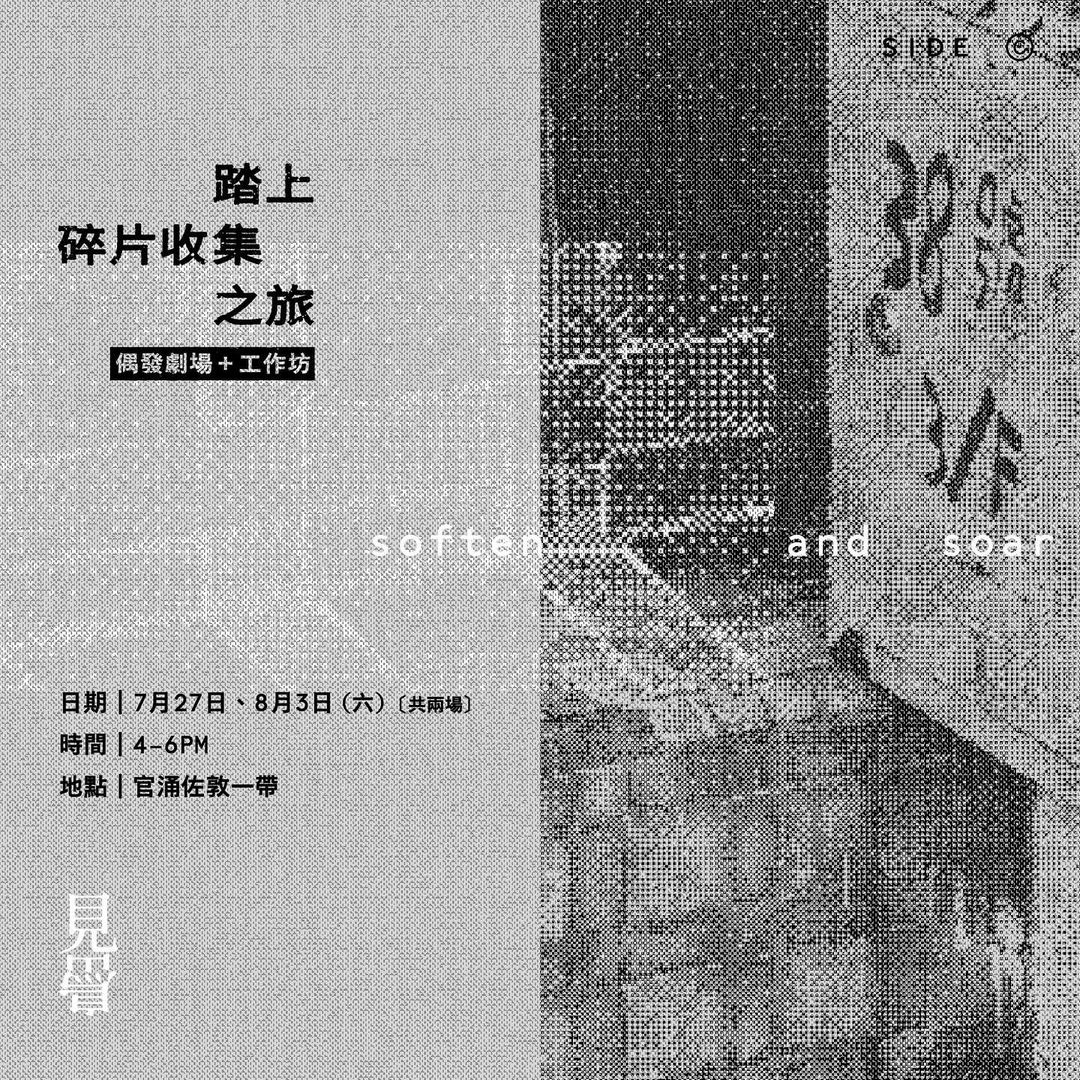 SIDE ©
踏上
碎片收集
之旅
偶發劇場+工作坊
soften and soar
日期｜7月27日、8月3日（六）〔共兩場〕
時間｜4–6PM
地點｜官涌佐敦一帶